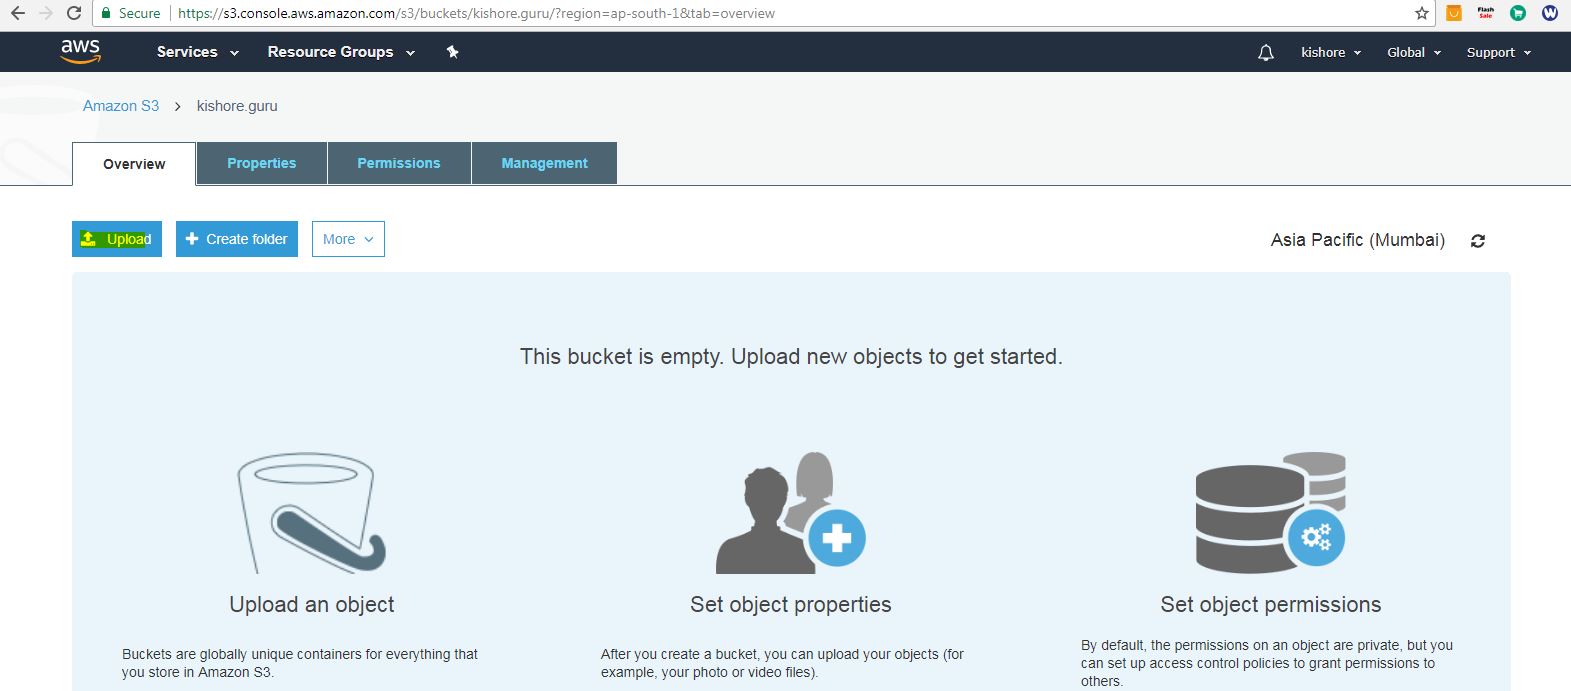 Secure https://s3.console.aws.amazon.com/s3/buckets/kishore.guru/?region=ap-south-1&tab=overview Flash Sale W
aws Services Resource Groups kishore Global Support
Amazon S3 > kishore.guru
Overview Properties Permissions Management
Upload + Create folder More Asia Pacific (Mumbai)
This bucket is empty. Upload new objects to get started.
Upload an object
Buckets are globally unique containers for everything that
you store in Amazon S3.
Set object properties
After you create a bucket, you can upload your objects (for
example, your photo or video files).
Set object permissions
By default, the permissions on an object are private, but you
can set up access control policies to grant permissions to
others.